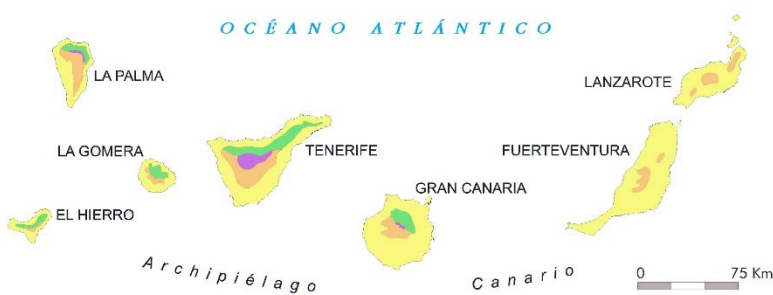 OCÉANO ATLÁNTICO
LA PALMA
LANZAROTE
LA GOMERA
TENERIFE
FUERTEVENTURA
GRAN CANARIA
EL HIERRO
Archipiélago Canario
0 75 Km